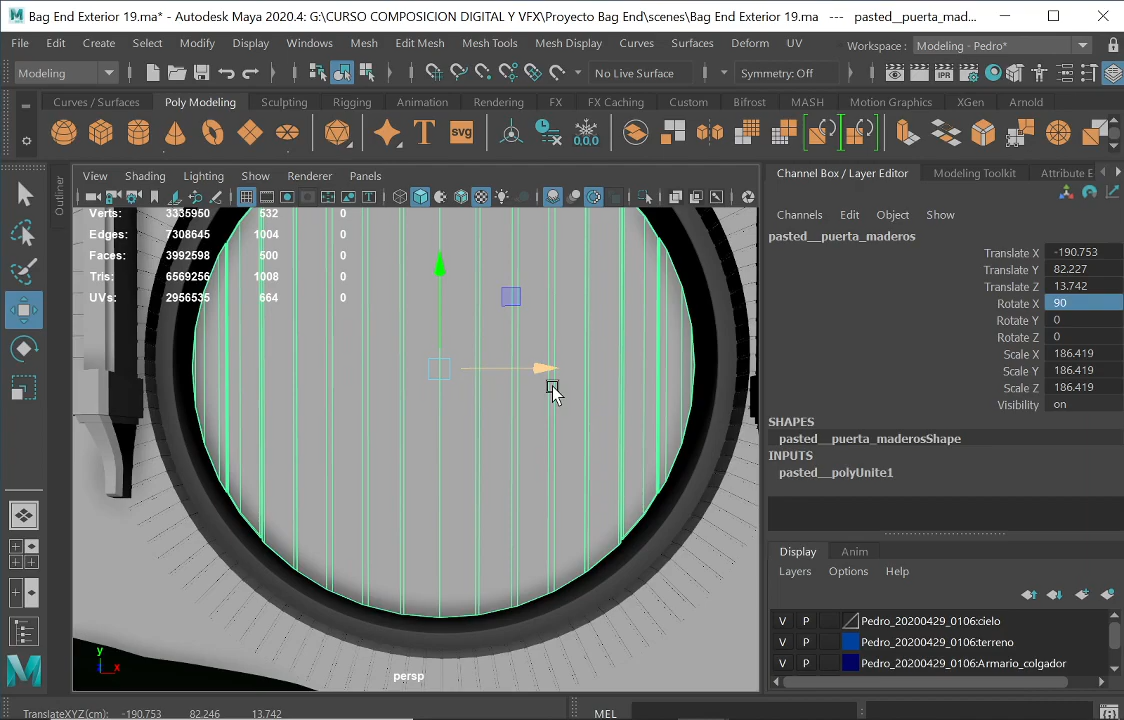 Bag End Exterior 19.ma* - Autodesk Maya 2020.4: G:\CURSO COMPOSICION DIGITAL Y VFX\Proyecto Bag End\scenes\Bag End Exterior 19.ma --- pasted__puerta_mad...
File Edit Create Select Modify Display Windows Mesh Edit Mesh Mesh Tools Mesh Display Curves Surfaces Deform UV Workspace : Modeling - Pedro*
Modeling No Live Surface Symmetry: Off
Curves / Surfaces Poly Modeling Sculpting Rigging Animation Rendering FX FX Caching Custom Bifrost MASH Motion Graphics XGen Arnold
T SVG 0,0,0
Outliner
View Shading Lighting Show Renderer Panels
Verts: 3335950 532 0
Edges: 7308645 1004 0
Faces: 3992598 500 0
Tris: 6569256 1008 0
UVs: 2956535 664 0
y
x
persp
Channel Box / Layer Editor Modeling Toolkit Attribute E
Channels Edit Object Show
pasted__puerta_maderos
Translate X -190.753
Translate Y 82.227
Translate Z 13.742
Rotate X 90
Rotate Y 0
Rotate Z 0
Scale X 186.419
Scale Y 186.419
Scale Z 186.419
Visibility on
SHAPES
pasted__puerta_maderosShape
INPUTS
pasted__polyUnite1
Display Anim
Layers Options Help
V P Pedro_20200429_0106:cielo
V P Pedro_20200429_0106:terreno
V P Pedro_20200429_0106:Armario_colgador
TranslateXYZ(cm): -190.753 82.246 13.742 MEL